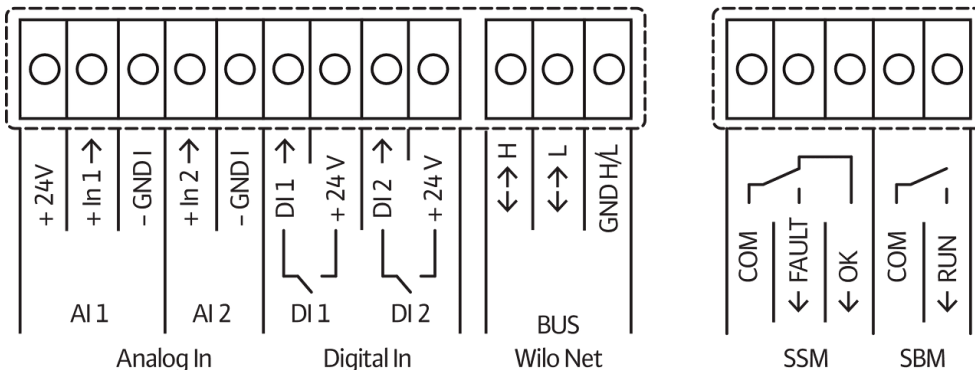 + 24V
+ In 1 →
- GND I
+ In 2 →
- GND I
DI 1 →
+ 24 V
DI 2 →
+ 24 V
H
L
GND H/L
COM
FAULT
OK
COM
RUN
AI 1
AI 2
DI 1
DI 2
BUS
Analog In
Digital In
Wilo Net
SSM
SBM